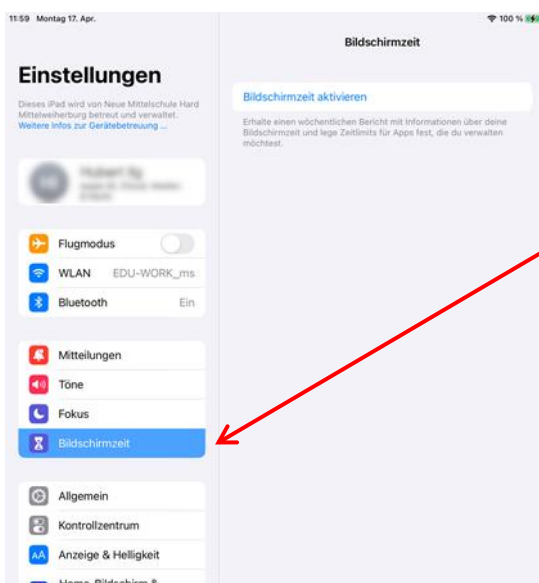 11:59 Montag 17. Apr.
100 %
Bildschirmzeit
Einstellungen
Dieses iPad wird von Neue Mittelschule Hard
Mittelweiherburg betreut und verwaltet.
Weitere Infos zur Gerätebetreuung ...
Bildschirmzeit aktivieren
Erhalte einen wöchentlichen Bericht mit Informationen über deine
Bildschirmzeit und lege Zeitlimits für Apps fest, die du verwalten
möchtest.
Flugmodus
WLAN EDU-WORK_ms
Bluetooth Ein
Mitteilungen
Töne
Fokus
Bildschirmzeit
Allgemein
Kontrollzentrum
AA Anzeige & Helligkeit
Home-Bildschirm &